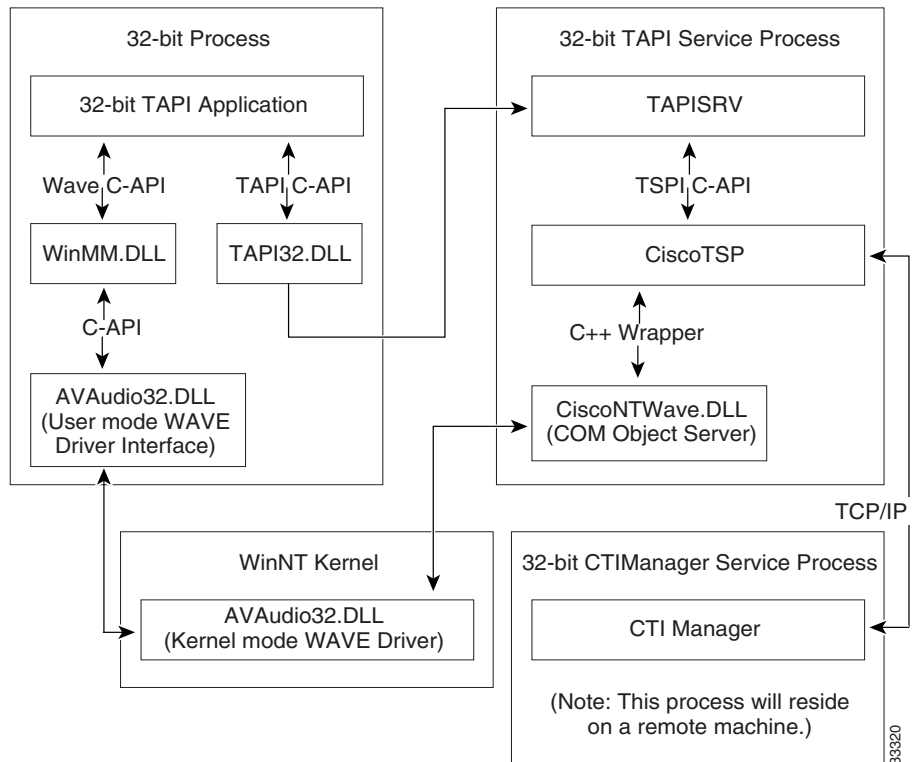 32-bit Process
32-bit TAPI Application
Wave C-API
TAPI C-API
WinMM.DLL
TAPI32.DLL
C-API
AVAudio32.DLL
(User mode WAVE
Driver Interface)
32-bit TAPI Service Process
TAPISRV
TSPI C-API
CiscoTSP
C++ Wrapper
CiscoNTWave.DLL
(COM Object Server)
TCP/IP
WinNT Kernel
AVAudio32.DLL
(Kernel mode WAVE Driver)
32-bit CTIManager Service Process
CTI Manager
(Note: This process will reside
on a remote machine.)